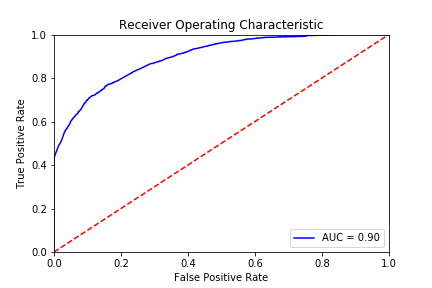 Receiver Operating Characteristic
True Positive Rate
1.0
0.8
0.6
0.4
0.2
0.0
AUC = 0.90
0.0 0.2 0.4 0.6 0.8 1.0
False Positive Rate